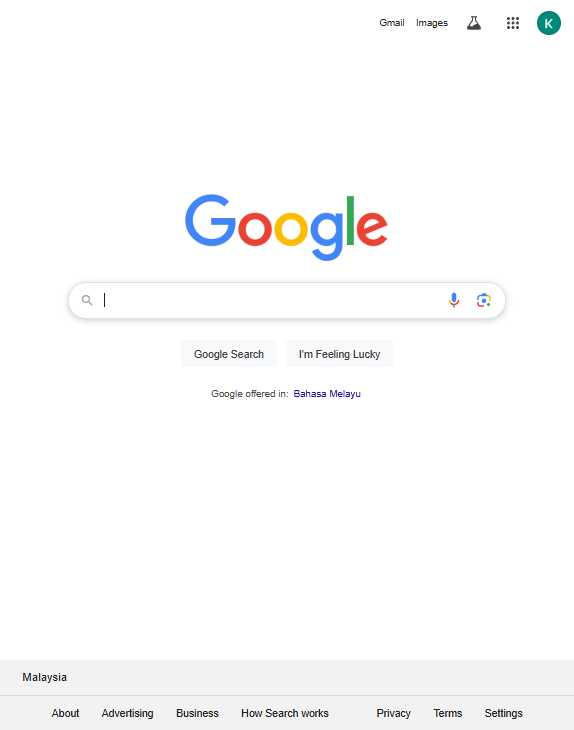 Gmail Images K
Google
Google Search I'm Feeling Lucky
Google offered in: Bahasa Melayu
Malaysia
About Advertising Business How Search works Privacy Terms Settings